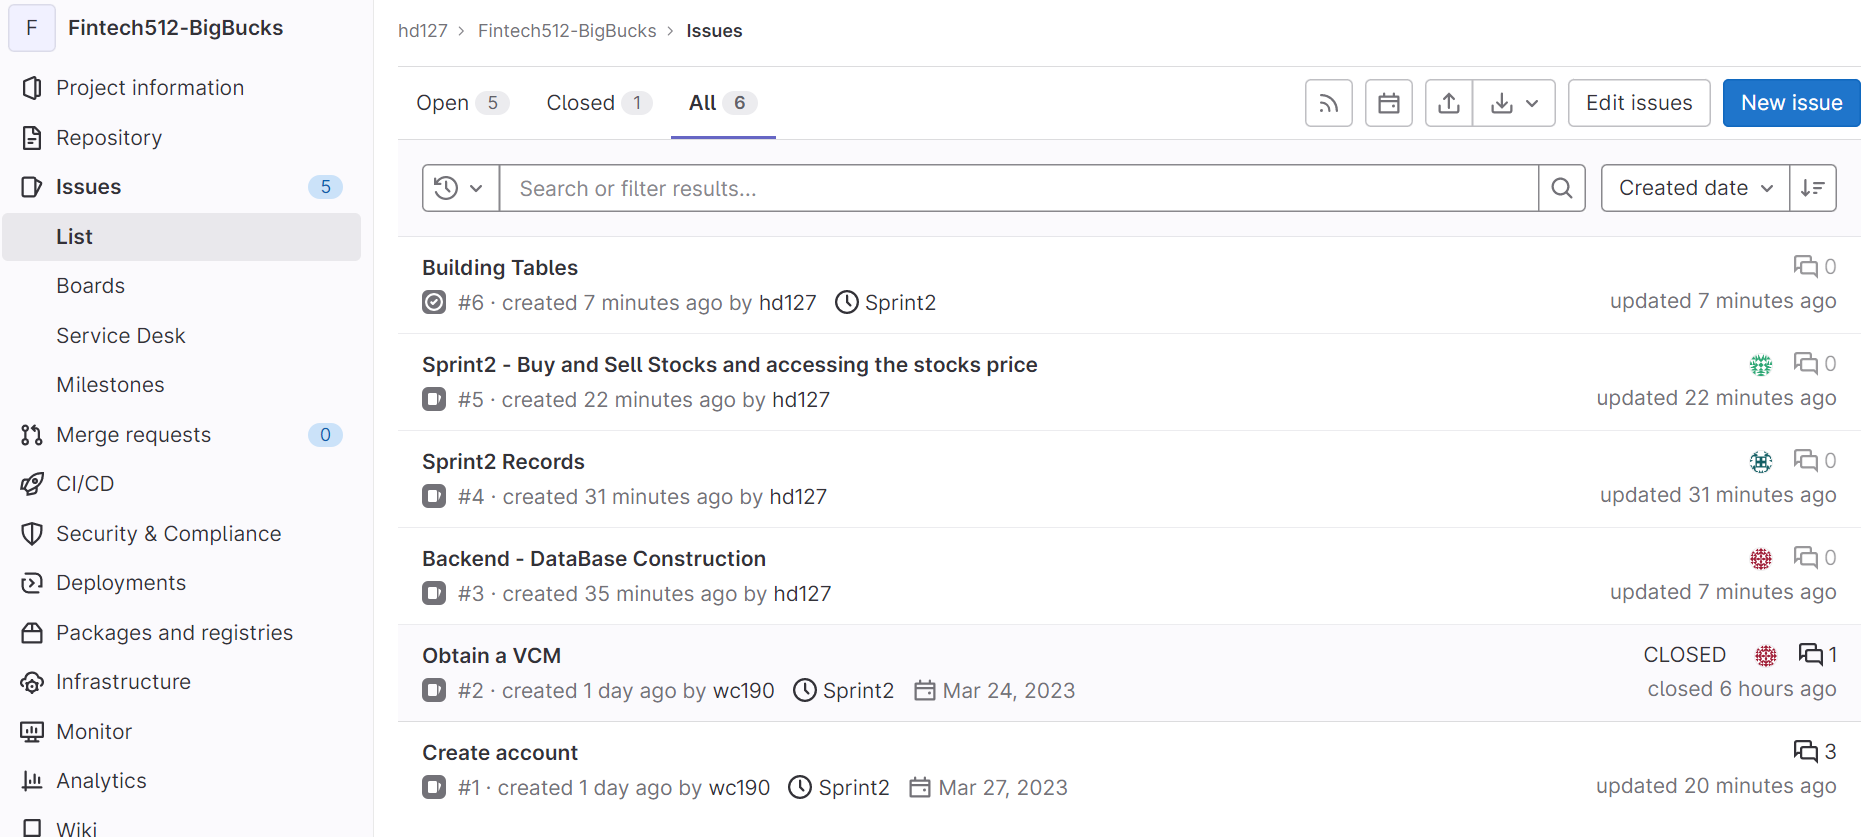 F Fintech512-BigBucks
Project information
Repository
Issues 5
List
Boards
Service Desk
Milestones
Merge requests 0
CI/CD
Security & Compliance
Deployments
Packages and registries
Infrastructure
Monitor
Analytics
Wiki
hd127 > Fintech512-BigBucks > Issues
Open 5 Closed 1 All 6 Edit issues New issue
Search or filter results... Created date
Building Tables 0
#6 · created 7 minutes ago by hd127 Sprint2 updated 7 minutes ago
Sprint2 - Buy and Sell Stocks and accessing the stocks price 0
#5 · created 22 minutes ago by hd127 updated 22 minutes ago
Sprint2 Records 0
#4 · created 31 minutes ago by hd127 updated 31 minutes ago
Backend - DataBase Construction 0
#3 · created 35 minutes ago by hd127 updated 7 minutes ago
Obtain a VCM CLOSED 1
#2 · created 1 day ago by wc190 Sprint2 Mar 24, 2023 closed 6 hours ago
Create account 3
#1 · created 1 day ago by wc190 Sprint2 Mar 27, 2023 updated 20 minutes ago